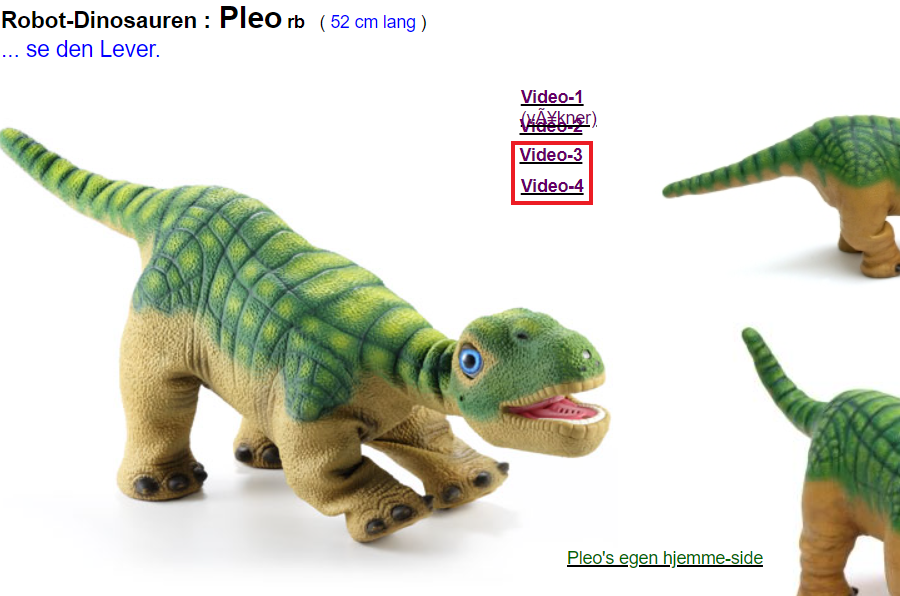 Robot-Dinosauren : Pleo rb ( 52 cm lang )
... se den Lever.
Video-1
(vÃ¥kner)
Video-2
Video-3
Video-4
Pleo's egen hjemme-side